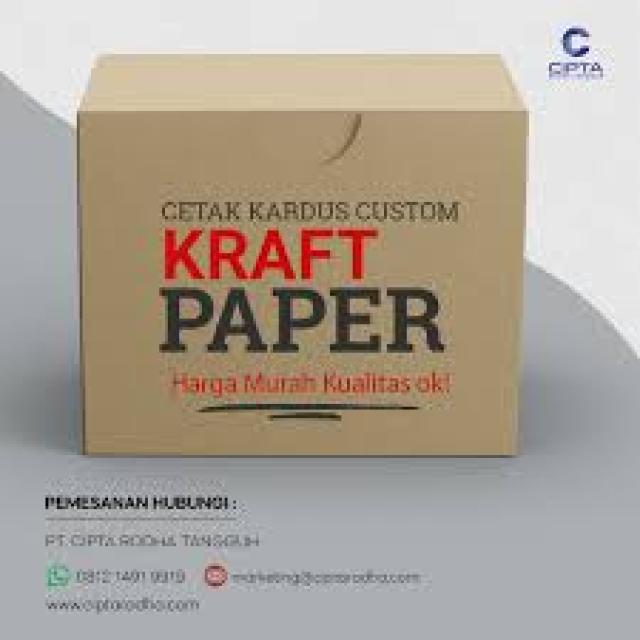 CIPTA
CETAK KARDUS CUSTOM
KRAFT
PAPER
Harga Murah Kualitas ok!
PEMESANAN HUBUNGI :
PT. CIPTA RODHA TANGGUH
0812 1491 9919
marketing@ciptarodha.com
www.ciptarodha.com